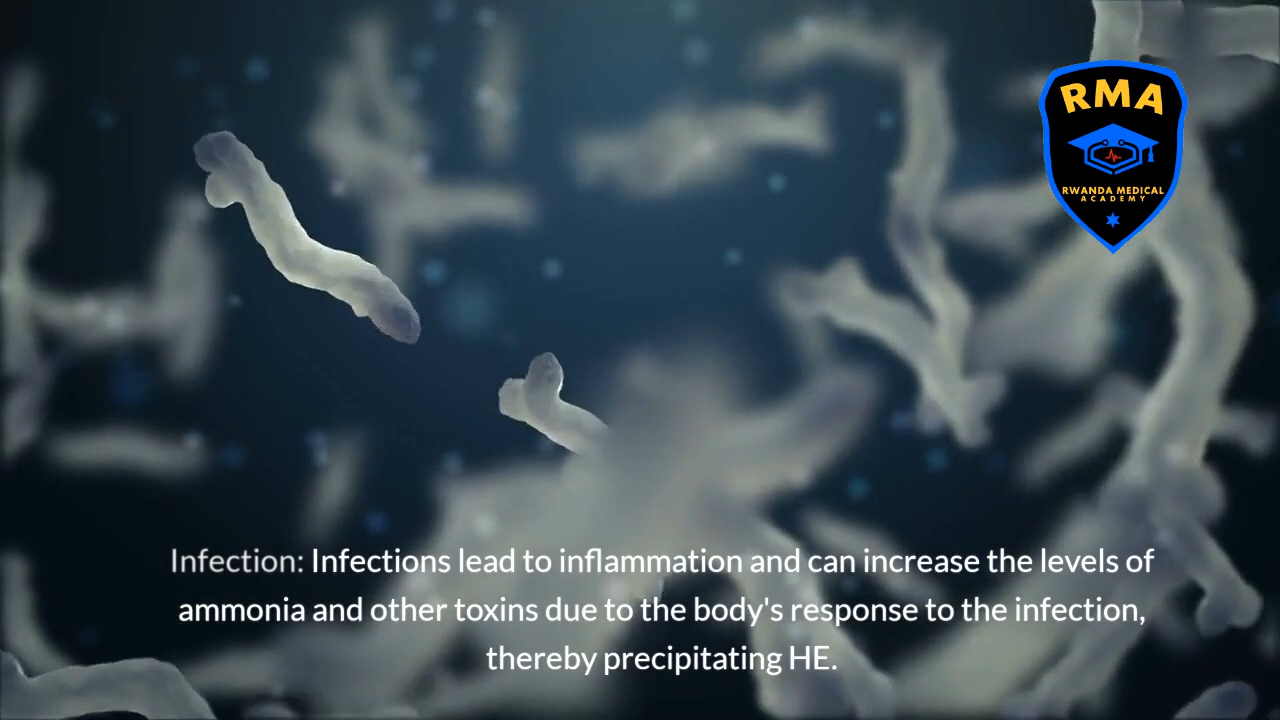 RMA
RWANDA MEDICAL
ACADEMY
Infection: Infections lead to inflammation and can increase the levels of
ammonia and other toxins due to the body's response to the infection,
thereby precipitating HE.